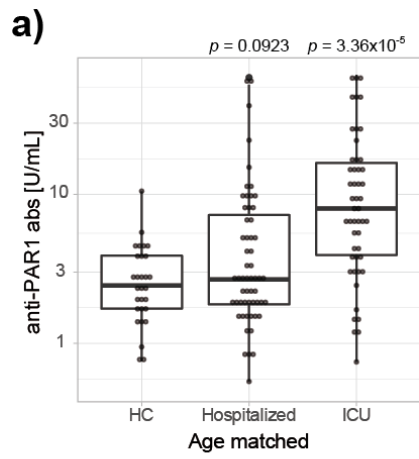 a)
p = 0.0923 p = 3.36x10-5
anti-PAR1 abs [U/mL]
30
10
3
1
HC Hospitalized ICU
Age matched